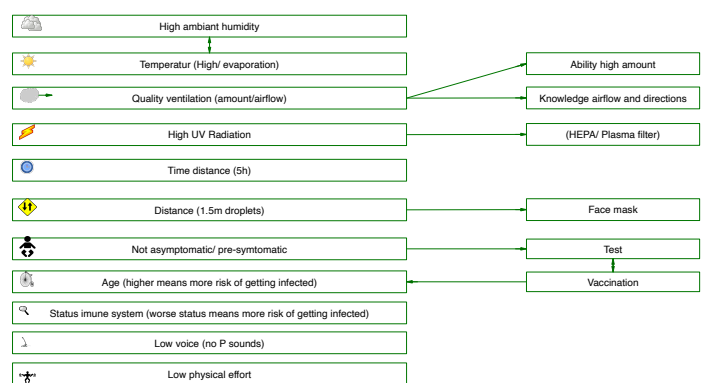 High ambiant humidity
Temperatur (High/ evaporation)
Ability high amount
Quality ventilation (amount/airflow)
Knowledge airflow and directions
High UV Radiation
(HEPA/ Plasma filter)
Time distance (5h)
Distance (1.5m droplets)
Face mask
Not asymptomatic/ pre-symtomatic
Test
Age (higher means more risk of getting infected)
Vaccination
Status imune system (worse status means more risk of getting infected)
Low voice (no P sounds)
Low physical effort